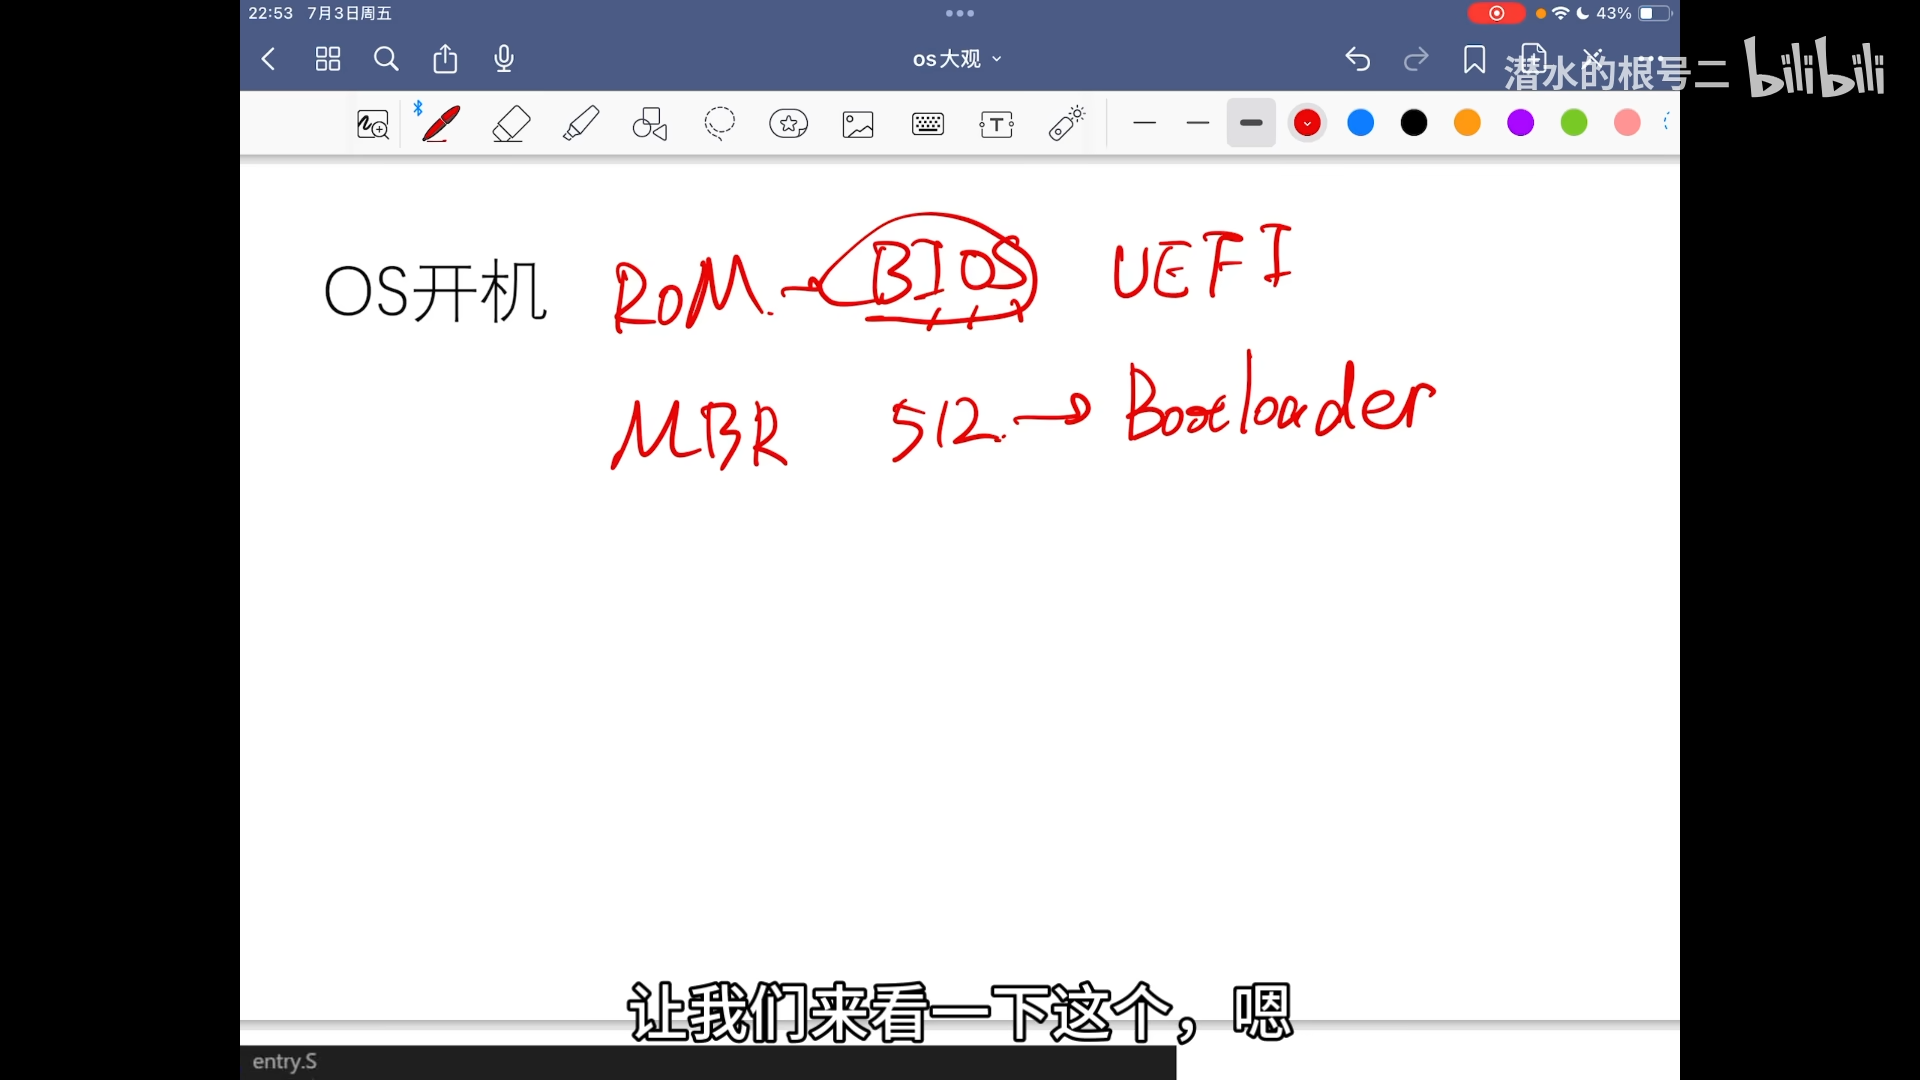 22:53 7月3日周五
43%
os大观
潜水的根号二 bilibili
T
OS开机 ROM. → BIOS UEFI
MBR 512. → Bootloader
让我们来看一下这个，嗯
entry.S